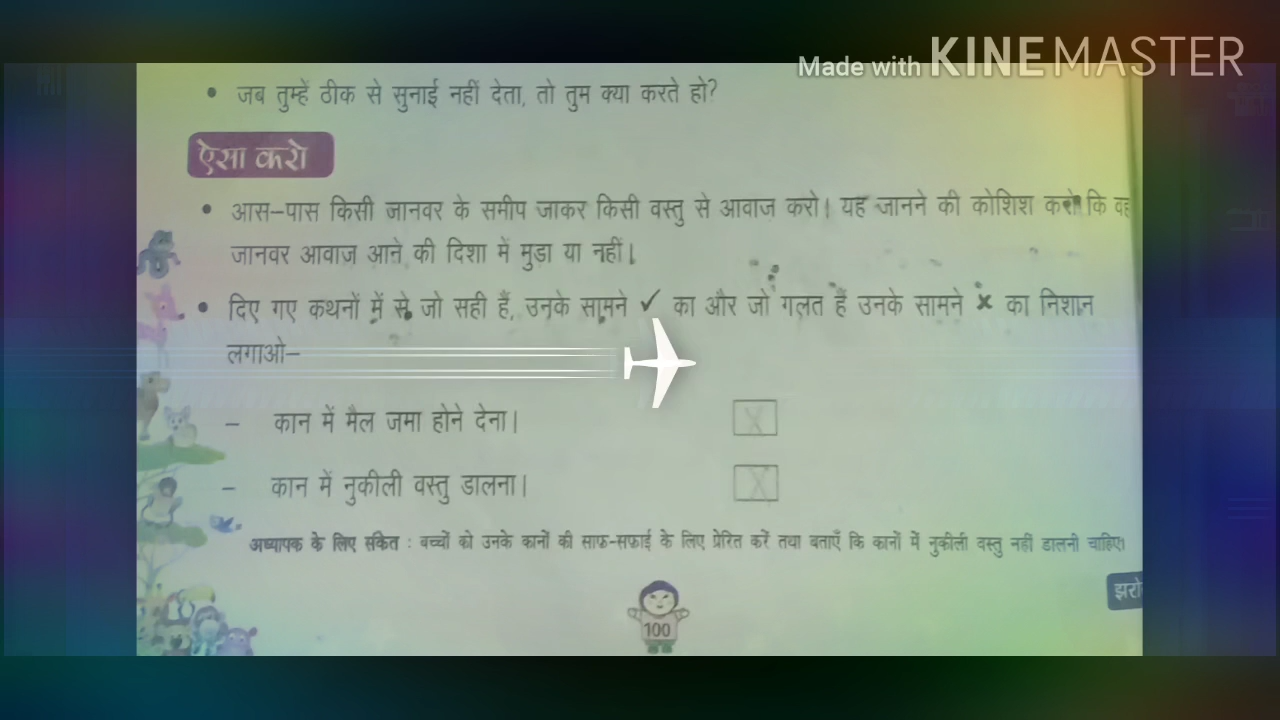 Made with KINEMASTER
• जब तुम्हें ठीक से सुनाई नहीं देता, तो तुम क्या करते हो?
ऐसा करो
• आस-पास किसी जानवर के समीप जाकर किसी वस्तु से आवाज़ करो। यह जानने की कोशिश करो कि वह
जानवर आवाज़ आने की दिशा में मुड़ा या नहीं।
• दिए गए कथनों में से जो सही हैं, उनके सामने ✓ का और जो गलत हैं उनके सामने × का निशान
लगाओ–
– कान में मैल जमा होने देना। X
– कान में नुकीली वस्तु डालना। X
अध्यापक के लिए संकेत : बच्चों को उनके कानों की साफ़-सफ़ाई के लिए प्रेरित करें तथा बताएँ कि कानों में नुकीली वस्तु नहीं डालनी चाहिए।
झरो
100